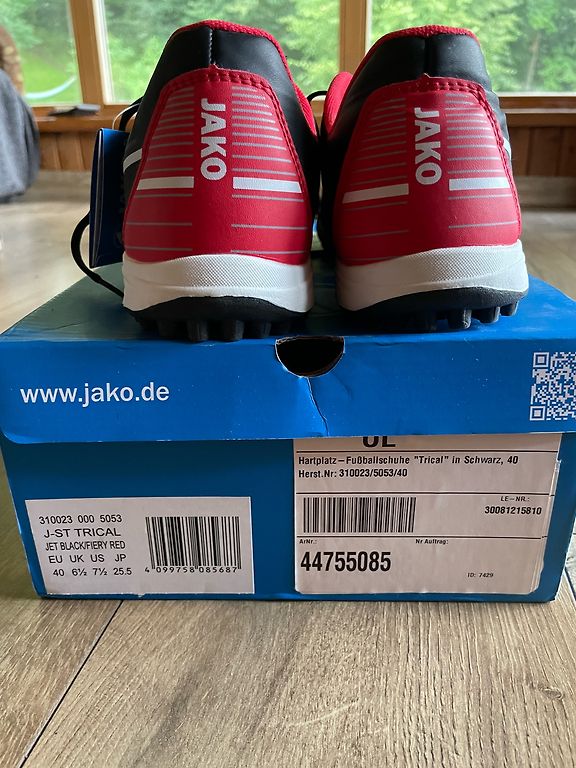 JAKO
JAKO
www.jako.de
Hartplatz–Fußballschuhe "Trical" in Schwarz, 40
Herst.Nr: 310023/5053/40
LE–NR.:
30081215810
ArNr.:
Nr Auftrag:
44755085
ID: 7429
310023 000 5053
J-ST TRICAL
JET BLACK/FIERY RED
EU UK US JP
40 6½ 7½ 25.5
4 099758 085687